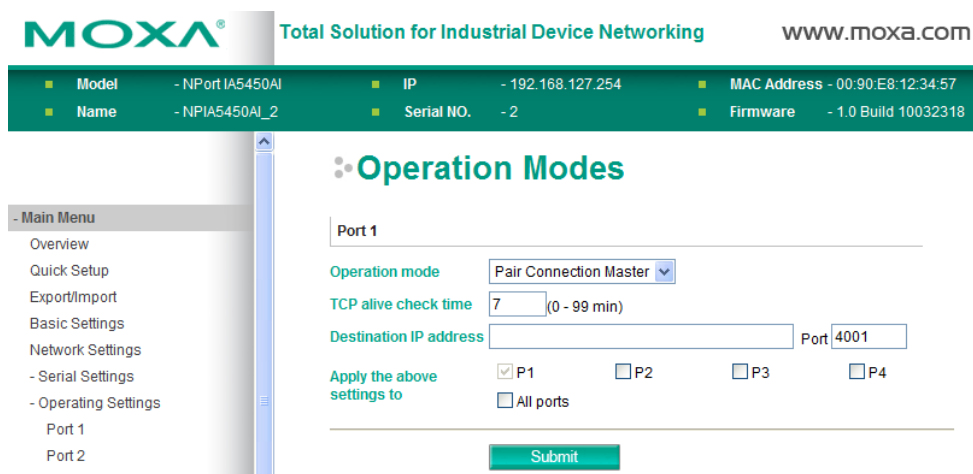 MOXA® Total Solution for Industrial Device Networking www.moxa.com
Model - NPort IA5450AI IP - 192.168.127.254 MAC Address - 00:90:E8:12:34:57
Name - NPIA5450AI_2 Serial NO. - 2 Firmware - 1.0 Build 10032318
Operation Modes
- Main Menu
Overview
Quick Setup
Export/Import
Basic Settings
Network Settings
- Serial Settings
- Operating Settings
Port 1
Port 2
Port 1
Operation mode Pair Connection Master
TCP alive check time 7 (0 - 99 min)
Destination IP address Port 4001
Apply the above settings to P1 P2 P3 P4
All ports
Submit